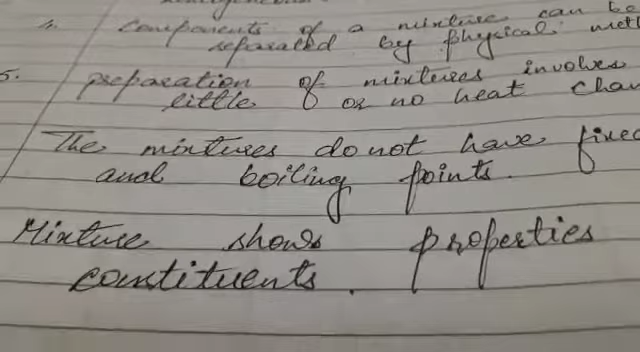 4. components of a mixture can be
separated by physical
5. preparation of mixtures involves
little or no heat
The mixtures do not have
and boiling points.
Mixture shows properties
constituents.